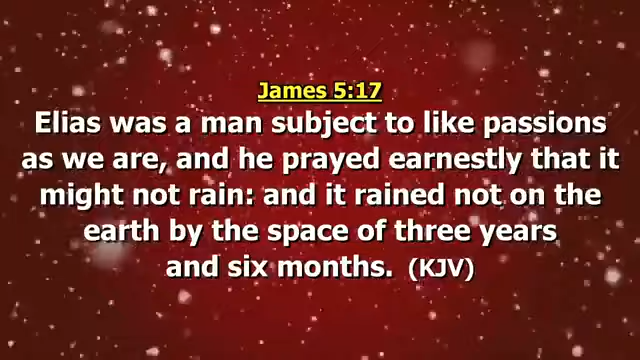 James 5:17
Elias was a man subject to like passions
as we are, and he prayed earnestly that it
might not rain: and it rained not on the
earth by the space of three years
and six months. (KJV)